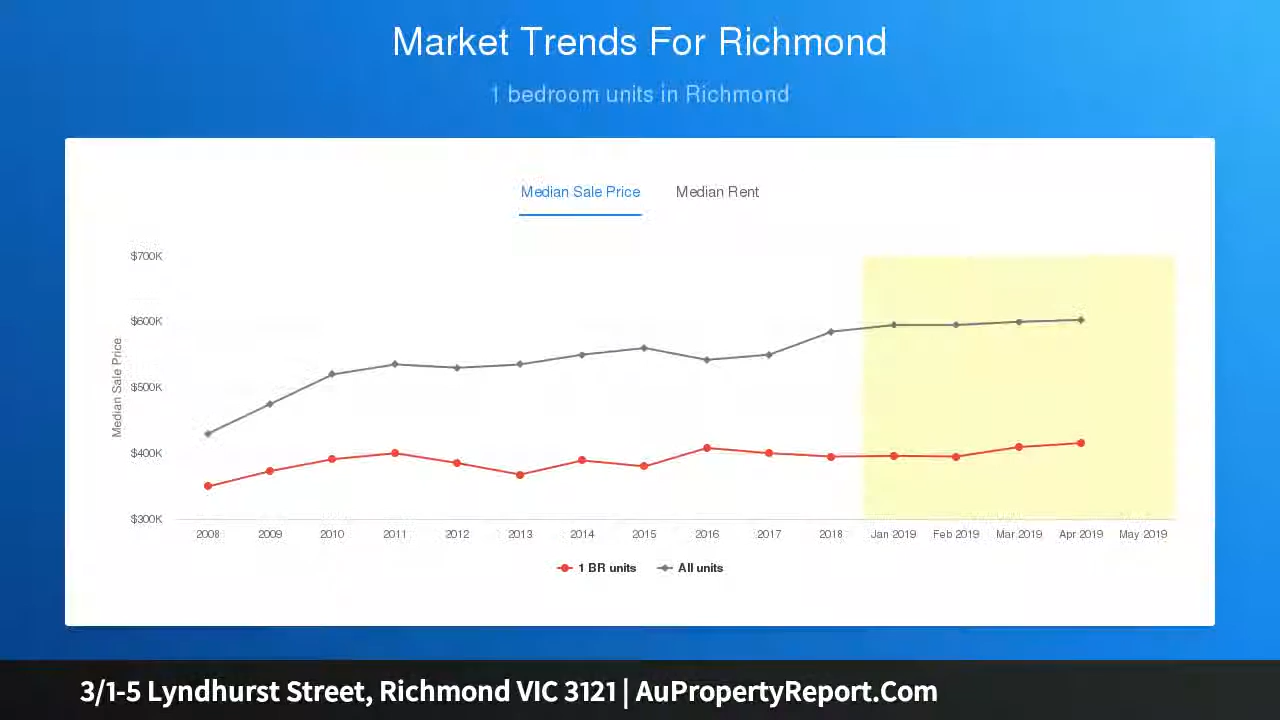 Market Trends For Richmond
1 bedroom units in Richmond
Median Sale Price Median Rent
$700K
$600K
$500K
$400K
$300K
Median Sale Price
2008 2009 2010 2011 2012 2013 2014 2015 2016 2017 2018 Jan 2019 Feb 2019 Mar 2019 Apr 2019 May 2019
1 BR units All units
3/1-5 Lyndhurst Street, Richmond VIC 3121 | AuPropertyReport.Com